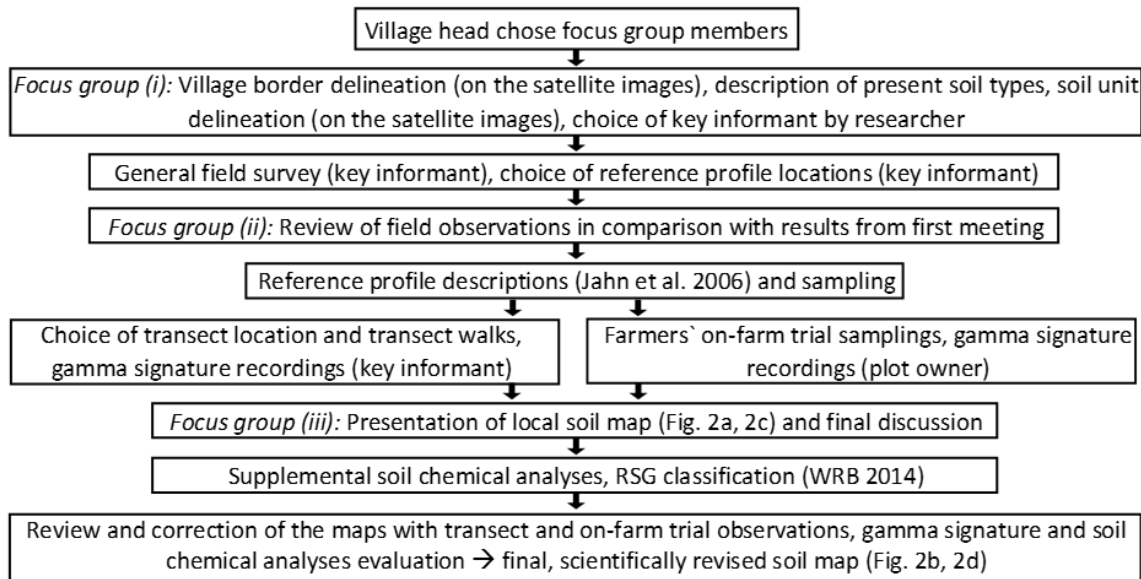 Village head chose focus group members
Focus group (i): Village border delineation (on the satellite images), description of present soil types, soil unit
delineation (on the satellite images), choice of key informant by researcher
General field survey (key informant), choice of reference profile locations (key informant)
Focus group (ii): Review of field observations in comparison with results from first meeting
Reference profile descriptions (Jahn et al. 2006) and sampling
Choice of transect location and transect walks,
gamma signature recordings (key informant)
Farmers` on-farm trial samplings, gamma signature
recordings (plot owner)
Focus group (iii): Presentation of local soil map (Fig. 2a, 2c) and final discussion
Supplemental soil chemical analyses, RSG classification (WRB 2014)
Review and correction of the maps with transect and on-farm trial observations, gamma signature and soil
chemical analyses evaluation → final, scientifically revised soil map (Fig. 2b, 2d)